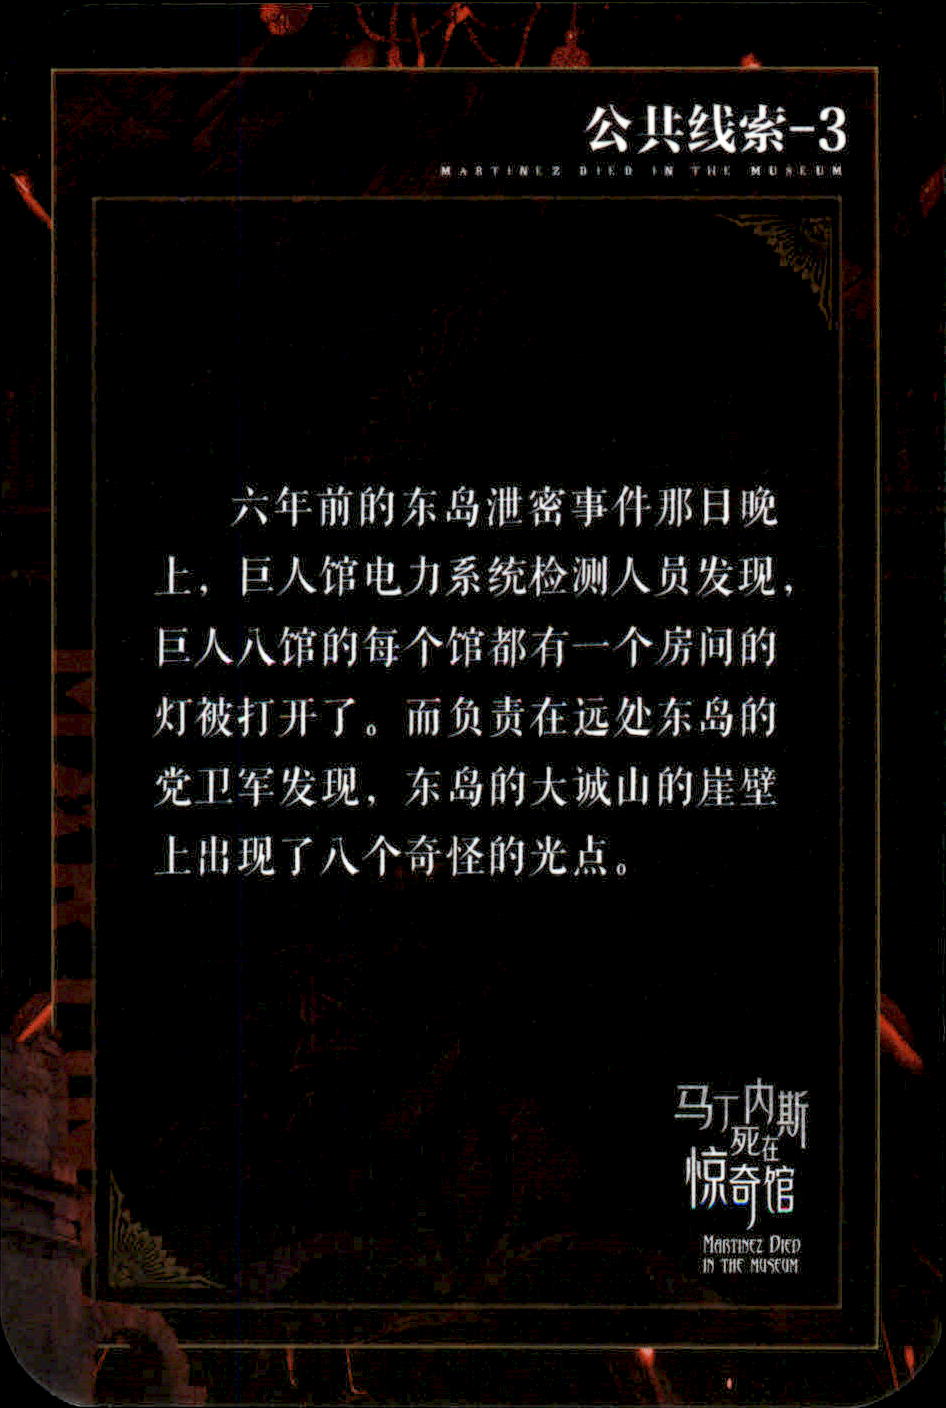 公共线索-3
MARTINEZ DIED IN THE MUSEUM
六年前的东岛泄密事件那日晚
上，巨人馆电力系统检测人员发现，
巨人八馆的每个馆都有一个房间的
灯被打开了。而负责在远处东岛的
党卫军发现，东岛的大诚山的崖壁
上出现了八个奇怪的光点。
马丁内斯
死在
惊奇馆
MARTINEZ DIED
IN THE MUSEUM